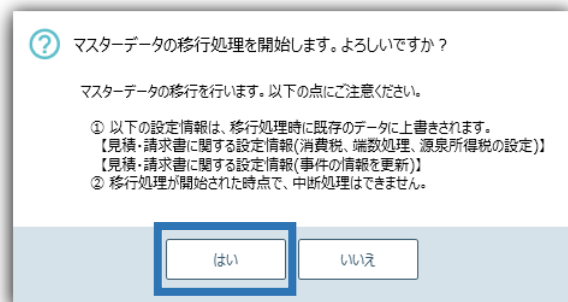 マスターデータの移行処理を開始します。よろしいですか？
マスターデータの移行を行います。以下の点にご注意ください。
① 以下の設定情報は、移行処理時に既存のデータに上書きされます。
【見積・請求書に関する設定情報(消費税、端数処理、源泉所得税の設定)】
【見積・請求書に関する設定情報(事件の情報を更新)】
② 移行処理が開始された時点で、中断処理はできません。
はい
いいえ